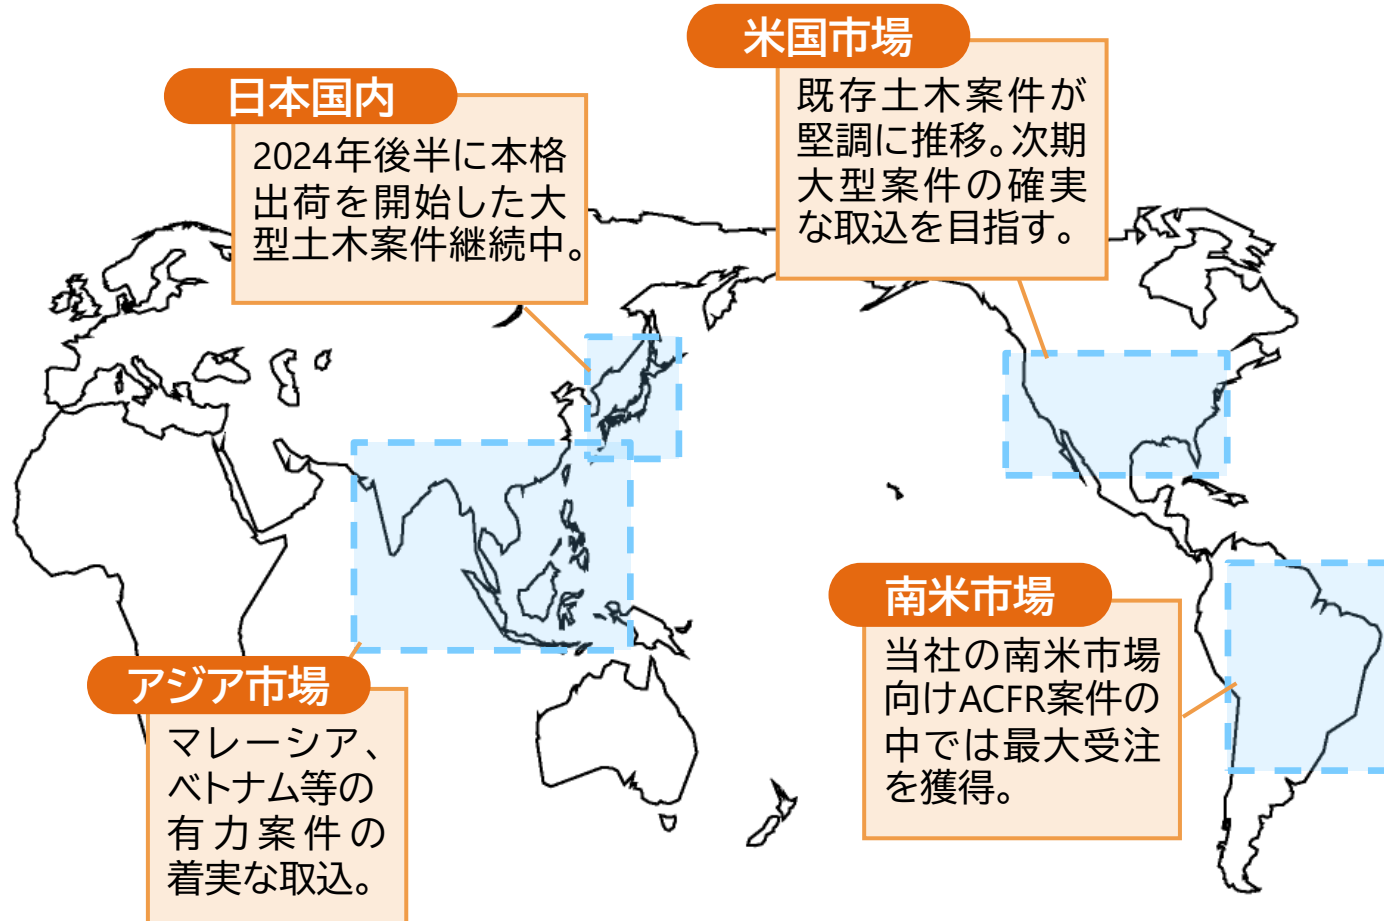 米国市場
既存土木案件が
堅調に推移。次期
大型案件の確実
な取込を目指す。
日本国内
2024年後半に本格
出荷を開始した大
型土木案件継続中。
南米市場
当社の南米市場
向けACFR案件の
中では最大受注
を獲得。
アジア市場
マレーシア、
ベトナム等の
有力案件の
着実な取込。